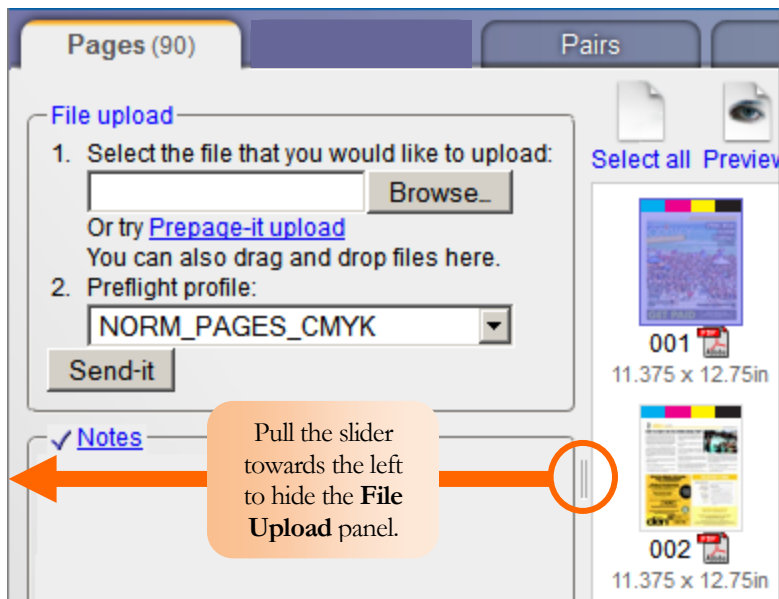 Pages (90)
Pairs
File upload
1. Select the file that you would like to upload:
Browse...
Or try Prepage-it upload
You can also drag and drop files here.
2. Preflight profile:
NORM_PAGES_CMYK
Send-it
✓ Notes
Pull the slider
towards the left
to hide the File
Upload panel.
Select all Preview
GET PAID
001
11.375 x 12.75in
002
11.375 x 12.75in